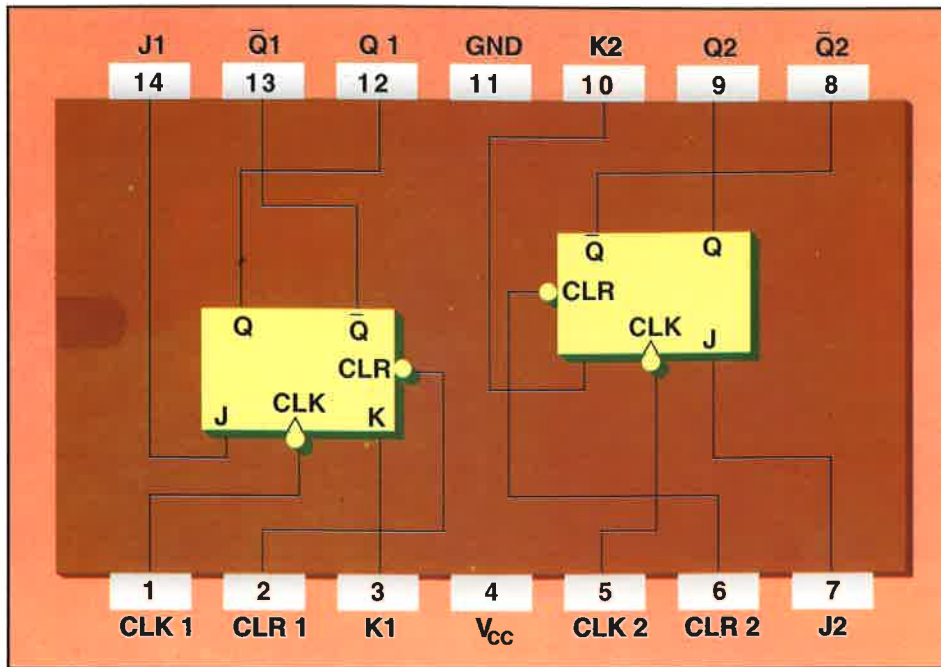 J1 Q̅1 Q 1 GND K2 Q2 Q̅2
14 13 12 11 10 9 8
Q̅ Q
CLR
CLK
J
Q Q̅
CLR
CLK
J K
1 2 3 4 5 6 7
CLK 1 CLR 1 K1 VCC CLK 2 CLR 2 J2